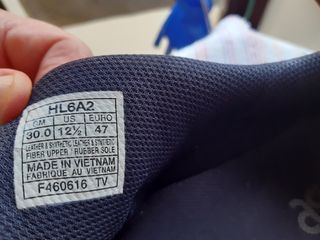 HL6A2
CM US EURO
30.0 12½ 47
LEATHER & SYNTHETIC LEATHER & SYNTHETIC
FIBER UPPER / RUBBER SOLE
MADE IN VIETNAM
FABRIQUE AU VIETNAM
F460616 TV